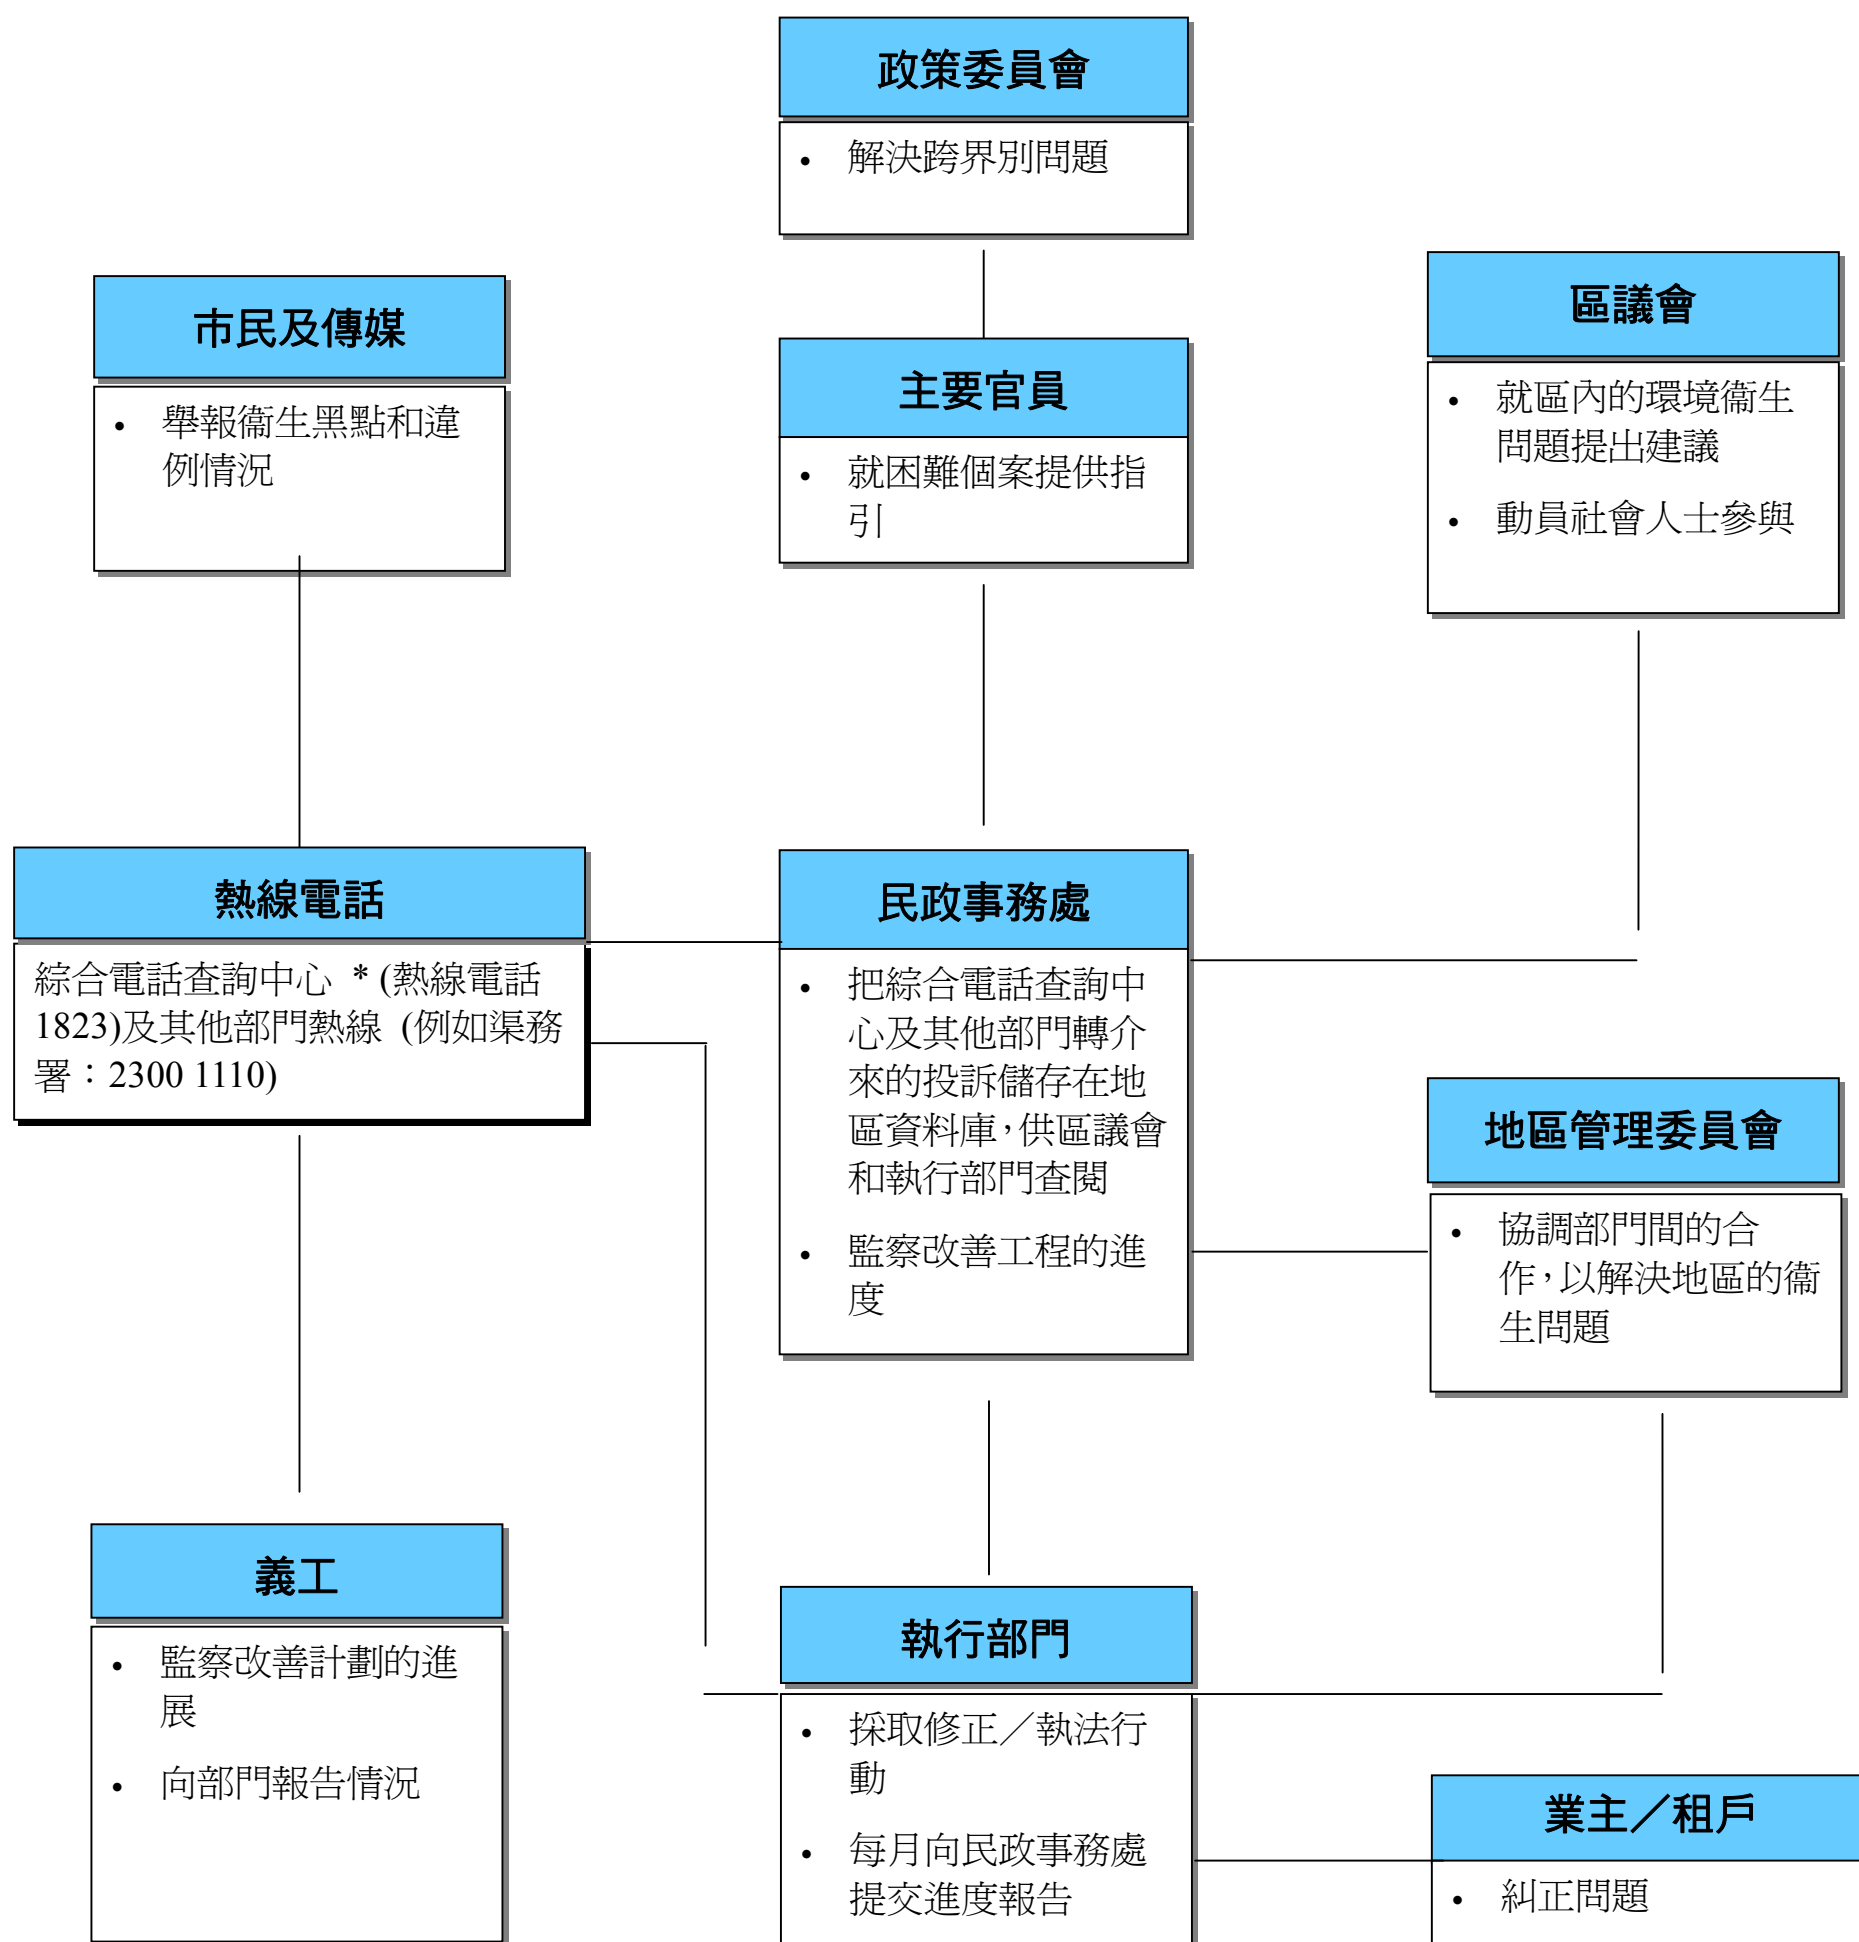 政策委員會
• 解決跨界別問題
市民及傳媒
• 舉報衞生黑點和違
例情況
主要官員
• 就困難個案提供指
引
區議會
• 就區內的環境衞生
問題提出建議
• 動員社會人士參與
熱線電話
綜合電話查詢中心 * (熱線電話
1823)及其他部門熱線 (例如渠務
署：2300 1110)
民政事務處
• 把綜合電話查詢中
心及其他部門轉介
來的投訴儲存在地
區資料庫，供區議會
和執行部門查閱
• 監察改善工程的進
度
地區管理委員會
• 協調部門間的合
作，以解決地區的衞
生問題
義工
• 監察改善計劃的進
展
• 向部門報告情況
執行部門
• 採取修正／執法行
動
• 每月向民政事務處
提交進度報告
業主／租戶
• 糾正問題